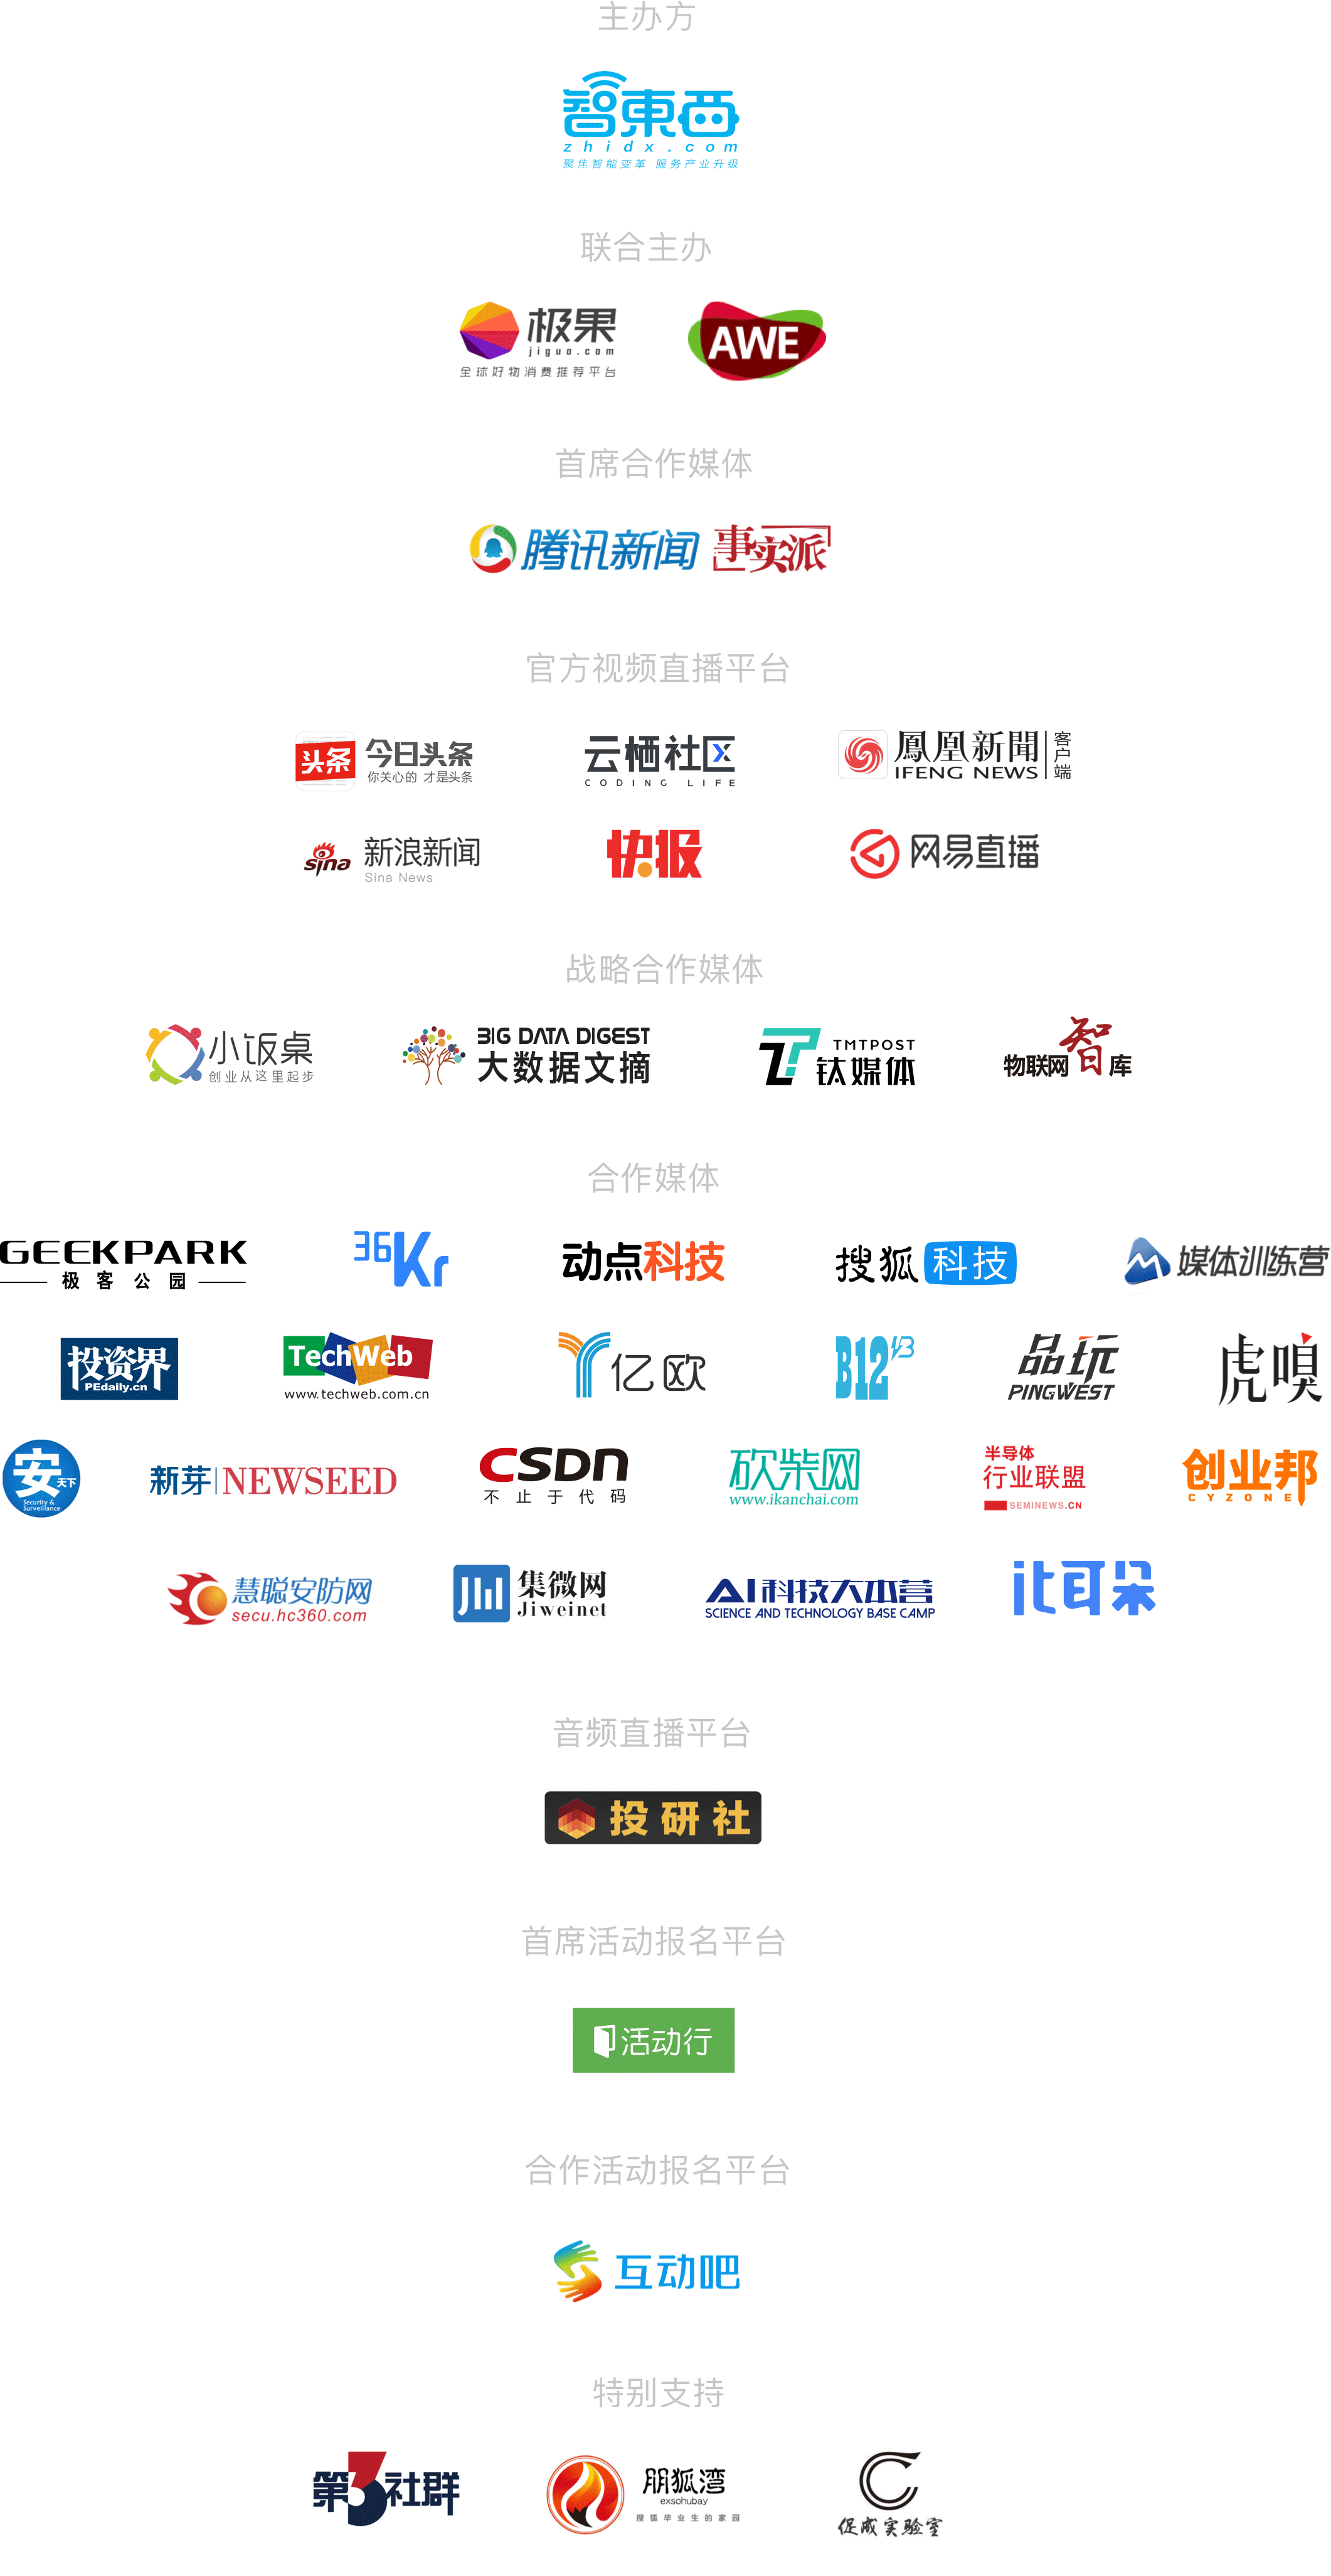 主办方
智東西
zhidx.com
聚焦智能变革 服务产业升级
联合主办
极果
jiguo.com
全球好物消费推荐平台
AWE
首席合作媒体
腾讯新闻 事实派
官方视频直播平台
头条 今日头条
你关心的 才是头条
云栖社区
CODING LIFE
鳳凰新聞 客户端
IFENG NEWS
sina 新浪新闻
Sina News
快报
网易直播
战略合作媒体
小饭桌
创业从这里起步
BIG DATA DIGEST
大数据文摘
TMTPOST
钛媒体
物联网智库
合作媒体
GEEKPARK
极客公园
36Kr
动点科技
搜狐科技
媒体训练营
投资界
PEdaily.cn
TechWeb
www.techweb.com.cn
亿欧
B12
品玩
PINGWEST
虎嗅
安天下
Security &
Surveillance
新芽 NEWSEED
CSDN
不止于代码
砍柴网
www.ikanchai.com
半导体
行业联盟
SEMINEWS.CN
创业邦
CYZONE
慧聪安防网
secu.hc360.com
集微网
Jiweinet
AI科技大本营
SCIENCE AND TECHNOLOGY BASE CAMP
it耳朵
音频直播平台
投研社
首席活动报名平台
活动行
合作活动报名平台
互动吧
特别支持
第3社群
朋狐湾
exsohubay
搜狐毕业生的家园
促成实验室